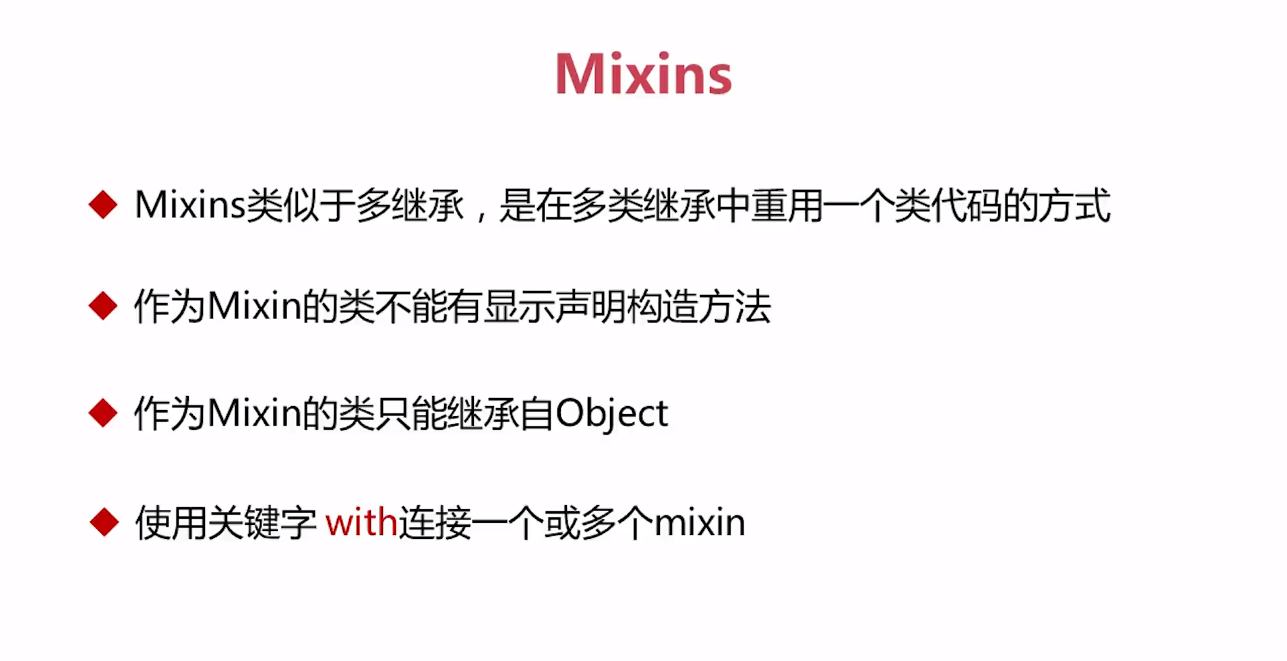 Mixins
Mixins类似于多继承，是在多类继承中重用一个类代码的方式
作为Mixin的类不能有显示声明构造方法
作为Mixin的类只能继承自Object
使用关键字 with连接一个或多个mixin